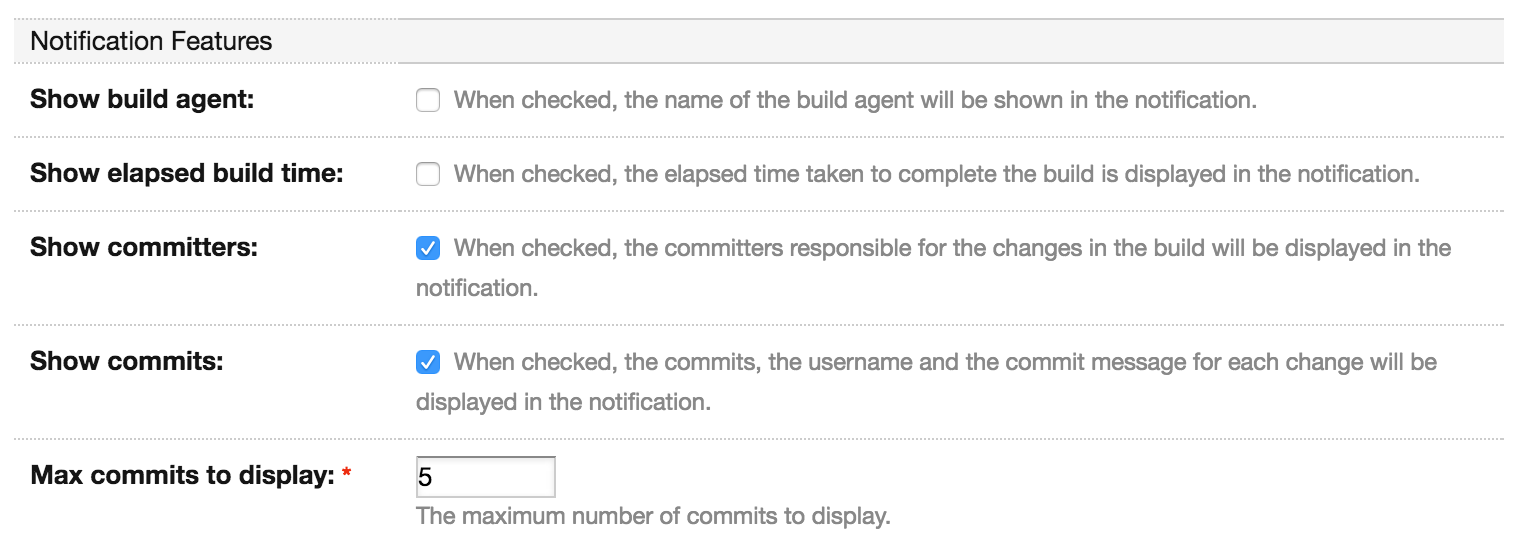 Notification Features
Show build agent: When checked, the name of the build agent will be shown in the notification.
Show elapsed build time: When checked, the elapsed time taken to complete the build is displayed in the notification.
Show committers: When checked, the committers responsible for the changes in the build will be displayed in the
notification.
Show commits: When checked, the commits, the username and the commit message for each change will be
displayed in the notification.
Max commits to display: * 5
The maximum number of commits to display.